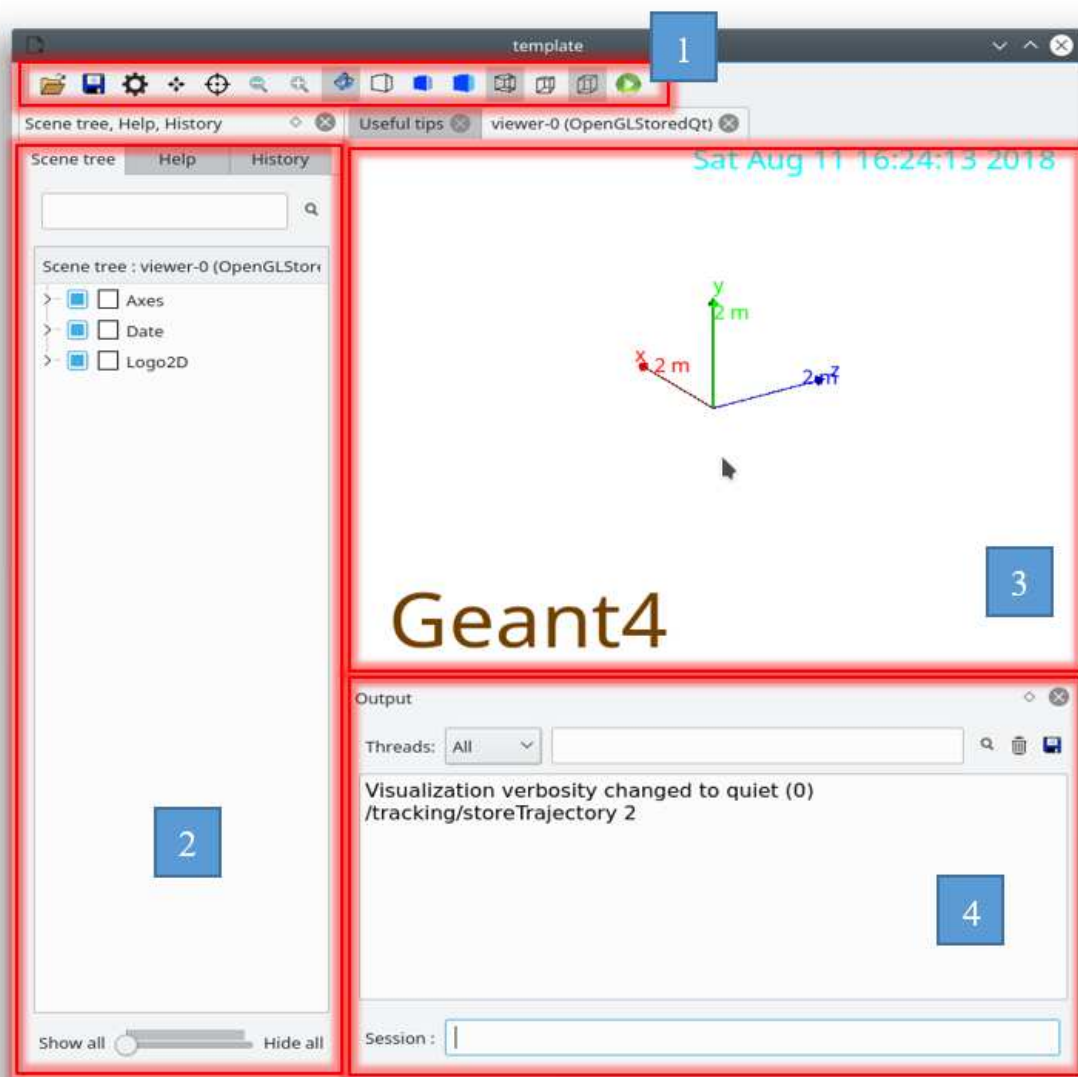 template
1
Scene tree, Help, History
Useful tips
viewer-0 (OpenGLStoredQt)
Scene tree
Help
History
Scene tree : viewer-0 (OpenGLStore
Axes
Date
Logo2D
2
Show all
Hide all
Sat Aug 11 16:24:13 2018
y
2 m
x
2 m
2 m
z
3
Geant4
Output
Threads:
All
Visualization verbosity changed to quiet (0)
/tracking/storeTrajectory 2
4
Session :